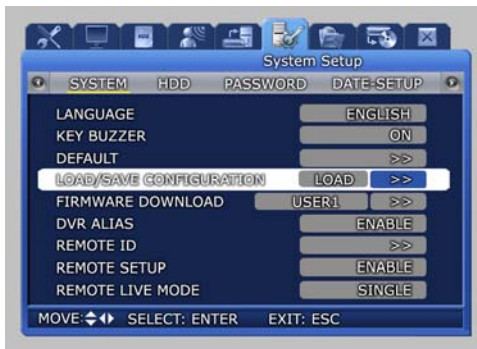 System Setup
SYSTEM HDD PASSWORD DATE-SETUP
LANGUAGE ENGLISH
KEY BUZZER ON
DEFAULT >>
LOAD/SAVE CONFIGURATION LOAD >>
FIRMWARE DOWNLOAD USER1 >>
DVR ALIAS ENABLE
REMOTE ID >>
REMOTE SETUP ENABLE
REMOTE LIVE MODE SINGLE
MOVE: SELECT: ENTER EXIT: ESC